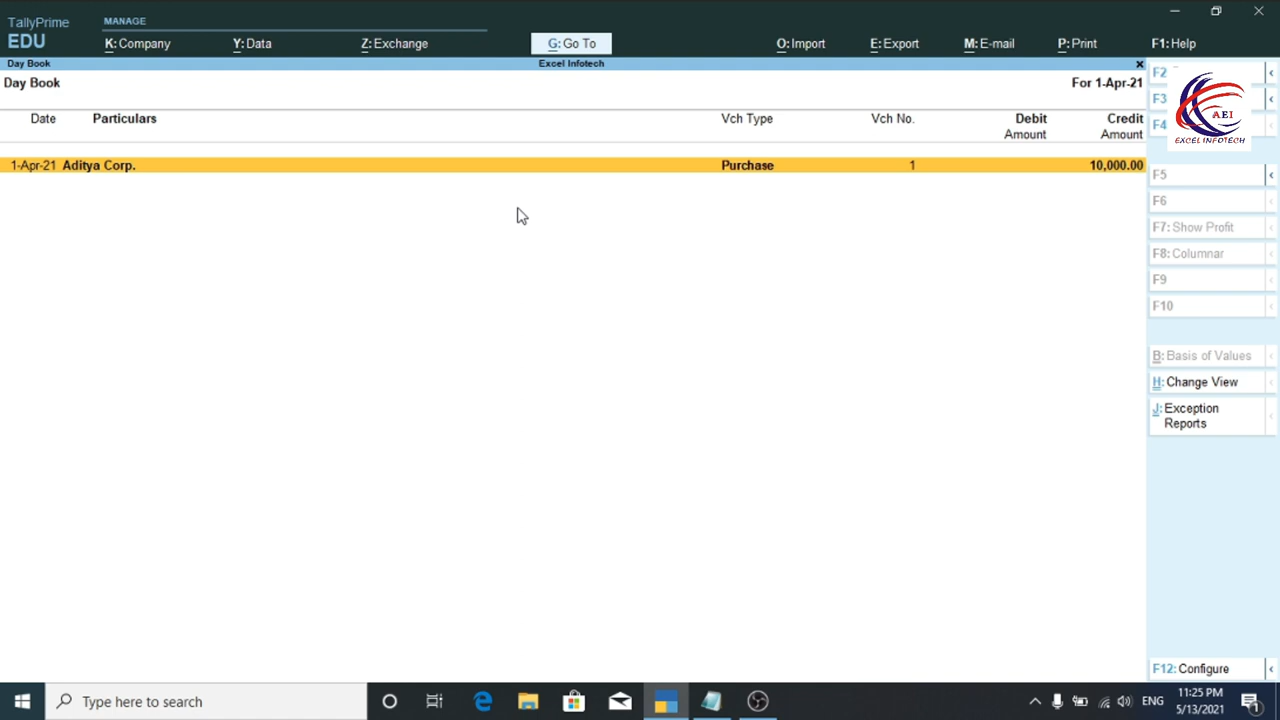 TallyPrime
EDU
MANAGE
K: Company
Y: Data
Z: Exchange
G: Go To
O: Import
E: Export
M: E-mail
P: Print
F1: Help
Day Book
Excel Infotech
Day Book
For 1-Apr-21
Date
Particulars
Vch Type
Vch No.
Debit
Amount
Credit
Amount
1-Apr-21 Aditya Corp. Purchase 1 10,000.00
F2
F3
F4
AEI
EXCEL INFOTECH
F5
F6
F7: Show Profit
F8: Columnar
F9
F10
B: Basis of Values
H: Change View
J: Exception
Reports
F12: Configure
Type here to search
ENG
11:25 PM
5/13/2021
1